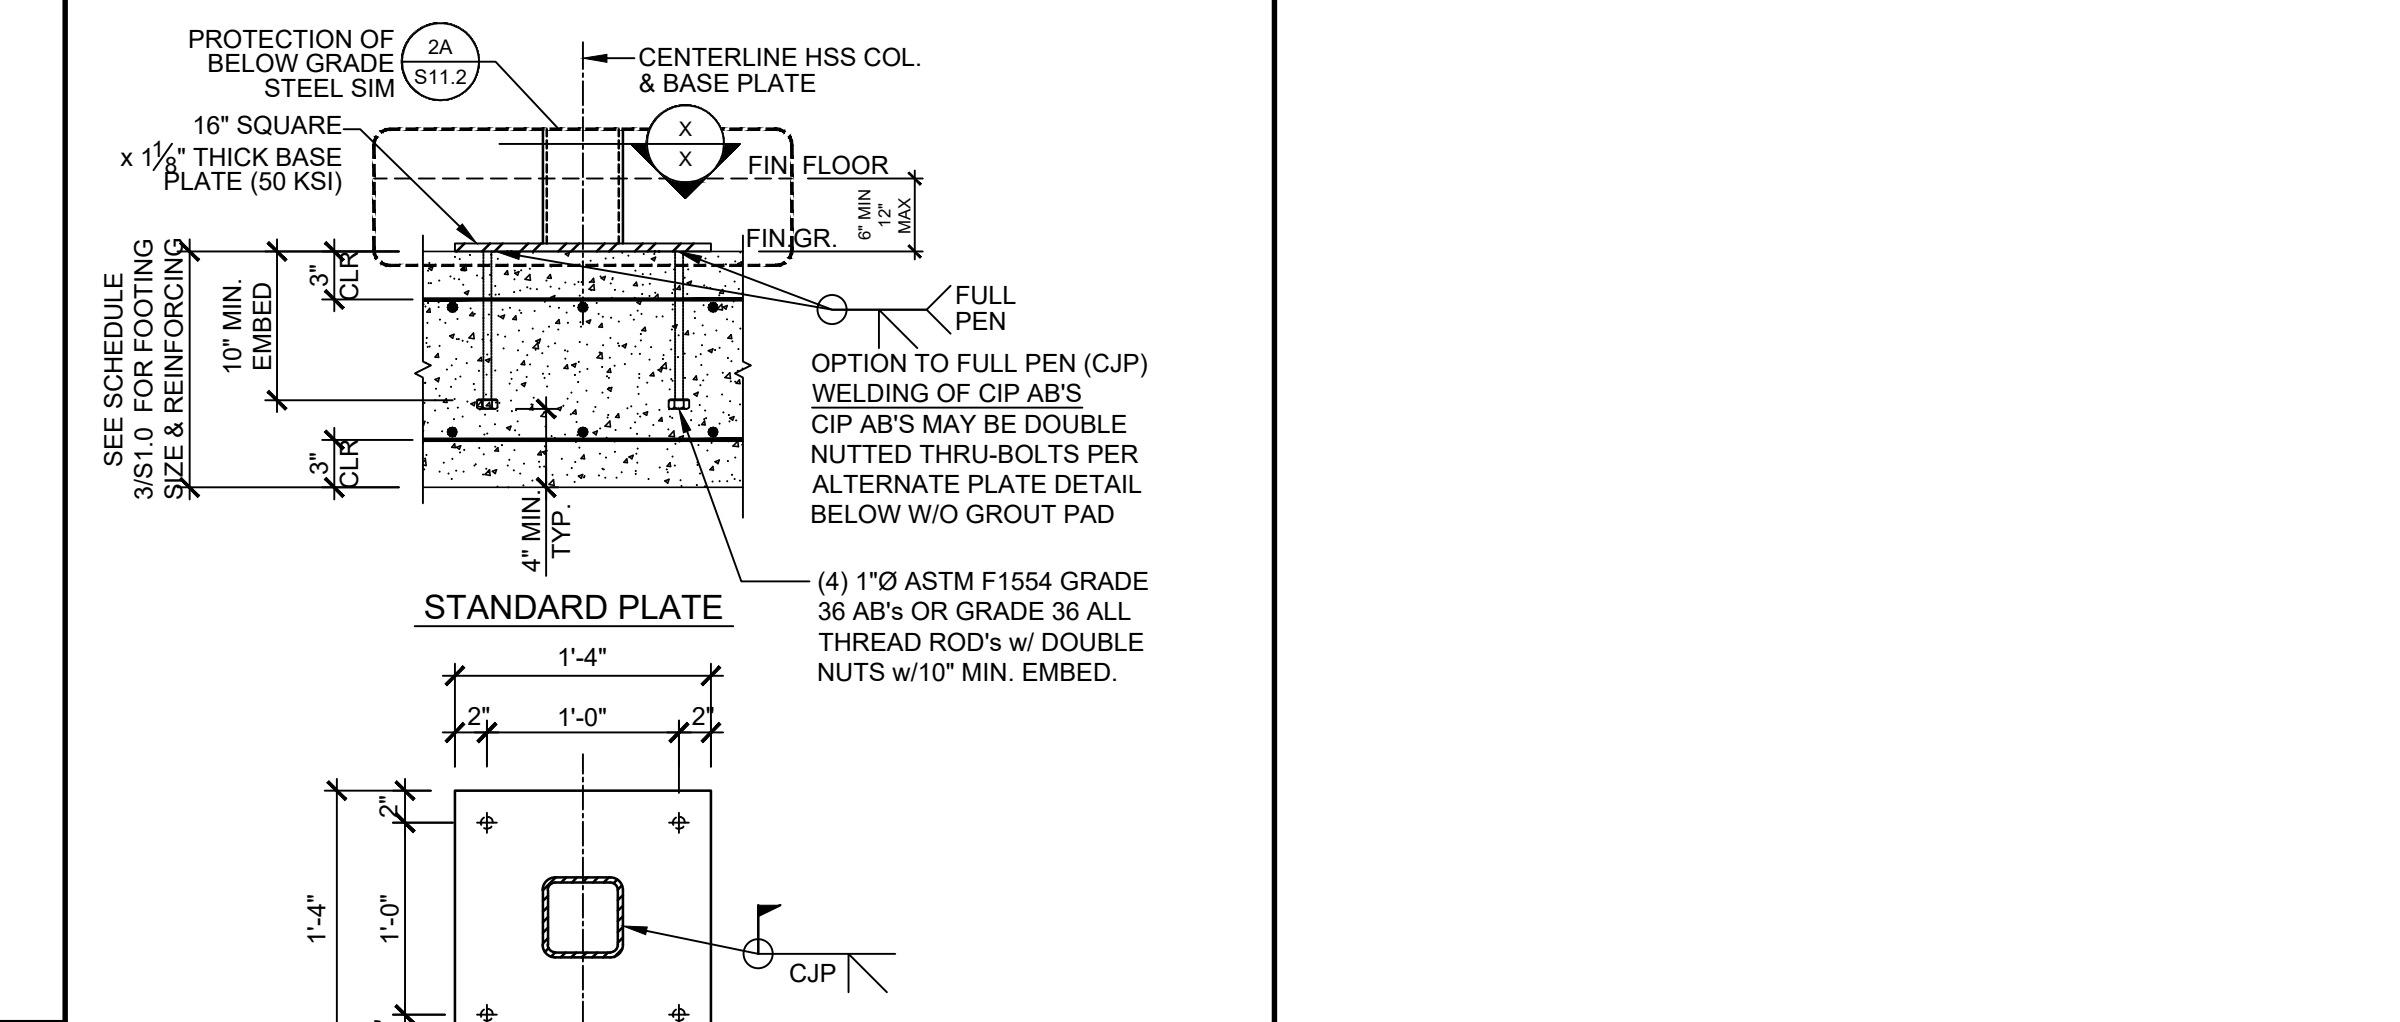 PROTECTION OF
BELOW GRADE
STEEL SIM
2A
S11.2
CENTERLINE HSS COL.
& BASE PLATE
16" SQUARE
x 1 1/8" THICK BASE
PLATE (50 KSI)
X
X
FIN. FLOOR
6" MIN
12"
MAX
FIN.GR.
SEE SCHEDULE
3/S1.0 FOR FOOTING
SIZE & REINFORCING
10" MIN.
EMBED
3"
CLR
3"
CLR
4" MIN.
TYP.
FULL
PEN
OPTION TO FULL PEN (CJP)
WELDING OF CIP AB'S
CIP AB'S MAY BE DOUBLE
NUTTED THRU-BOLTS PER
ALTERNATE PLATE DETAIL
BELOW W/O GROUT PAD
(4) 1"Ø ASTM F1554 GRADE
36 AB's OR GRADE 36 ALL
THREAD ROD's w/ DOUBLE
NUTS w/10" MIN. EMBED.
STANDARD PLATE
1'-4"
2"
1'-0"
2"
2"
1'-4"
1'-0"
CJP